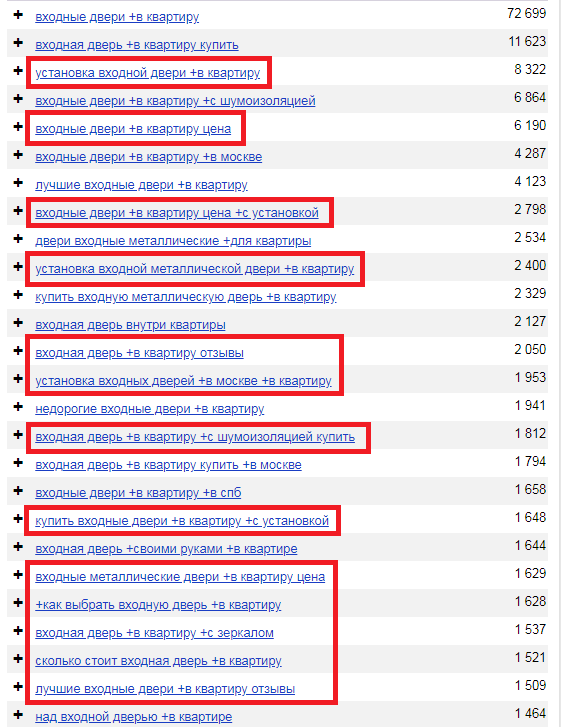 входные двери +в квартиру 72 699
входная дверь +в квартиру купить 11 623
установка входной двери +в квартиру 8 322
входные двери +в квартиру +с шумоизоляцией 6 864
входные двери +в квартиру цена 6 190
входные двери +в квартиру +в москве 4 287
лучшие входные двери +в квартиру 4 123
входные двери +в квартиру цена +с установкой 2 798
двери входные металлические +для квартиры 2 534
установка входной металлической двери +в квартиру 2 400
купить входную металлическую дверь +в квартиру 2 329
входная дверь внутри квартиры 2 127
входная дверь +в квартиру отзывы 2 050
установка входных дверей +в москве +в квартиру 1 953
недорогие входные двери +в квартиру 1 941
входная дверь +в квартиру +с шумоизоляцией купить 1 812
входная дверь +в квартиру купить +в москве 1 794
входные двери +в квартиру +в спб 1 658
купить входные двери +в квартиру +с установкой 1 648
входная дверь +своими руками +в квартире 1 644
входные металлические двери +в квартиру цена 1 629
+как выбрать входную дверь +в квартиру 1 628
входная дверь +в квартиру +с зеркалом 1 537
сколько стоит входная дверь +в квартиру 1 521
лучшие входные двери +в квартиру отзывы 1 509
над входной дверью +в квартире 1 464